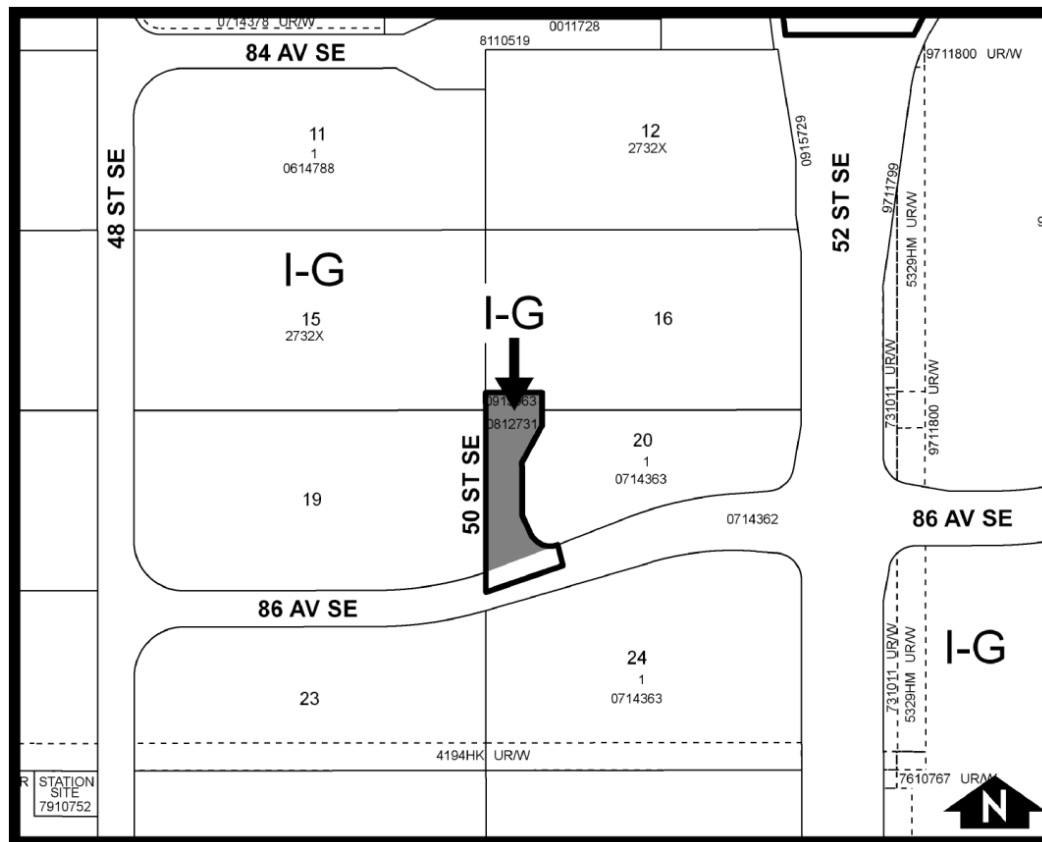 0714378 UR/W
0011728
8110519
84 AV SE
9711800 UR/W
11
1
0614788
12
2732X
0915729
52 ST SE
9711799
5329HM UR/W
48 ST SE
I-G
15
2732X
I-G
16
731011 UR/W
9711800 UR/W
0812731
50 ST SE
20
1
0714363
19
0714362
86 AV SE
86 AV SE
23
24
1
0714363
731011 UR/W
5329HM UR/W
I-G
4194HK UR/W
R
STATION
SITE
7910752
7610767 UR/W
N